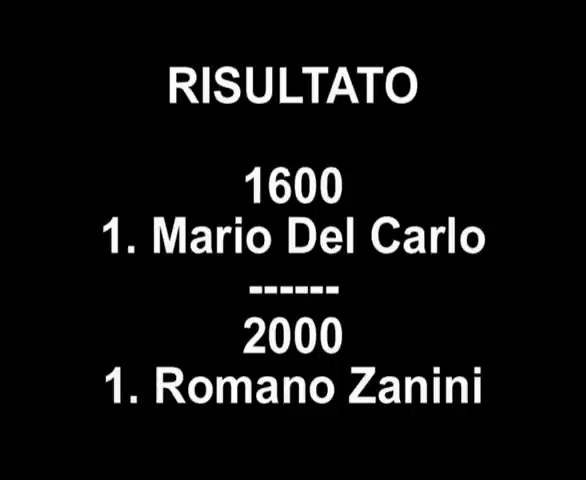 RISULTATO
1600
1. Mario Del Carlo
------
2000
1. Romano Zanini